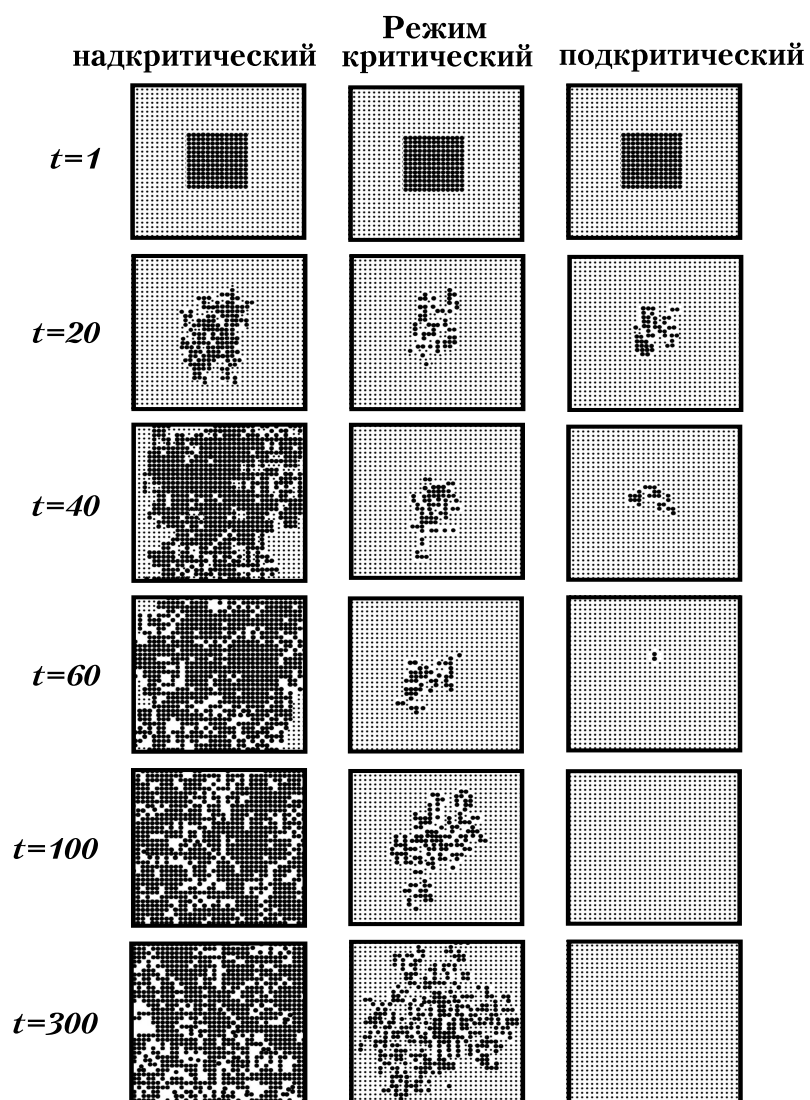 Режим
надкритический критический подкритический
t=1
t=20
t=40
t=60
t=100
t=300